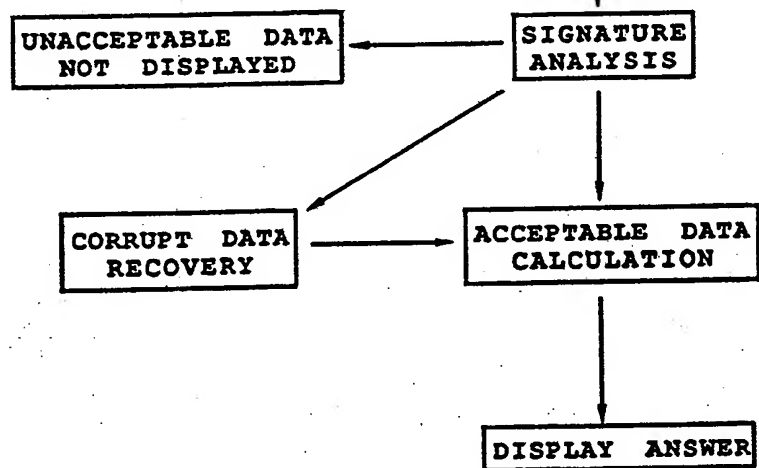 UNACCEPTABLE DATA
NOT DISPLAYED
SIGNATURE
ANALYSIS
CORRUPT DATA
RECOVERY
ACCEPTABLE DATA
CALCULATION
DISPLAY ANSWER